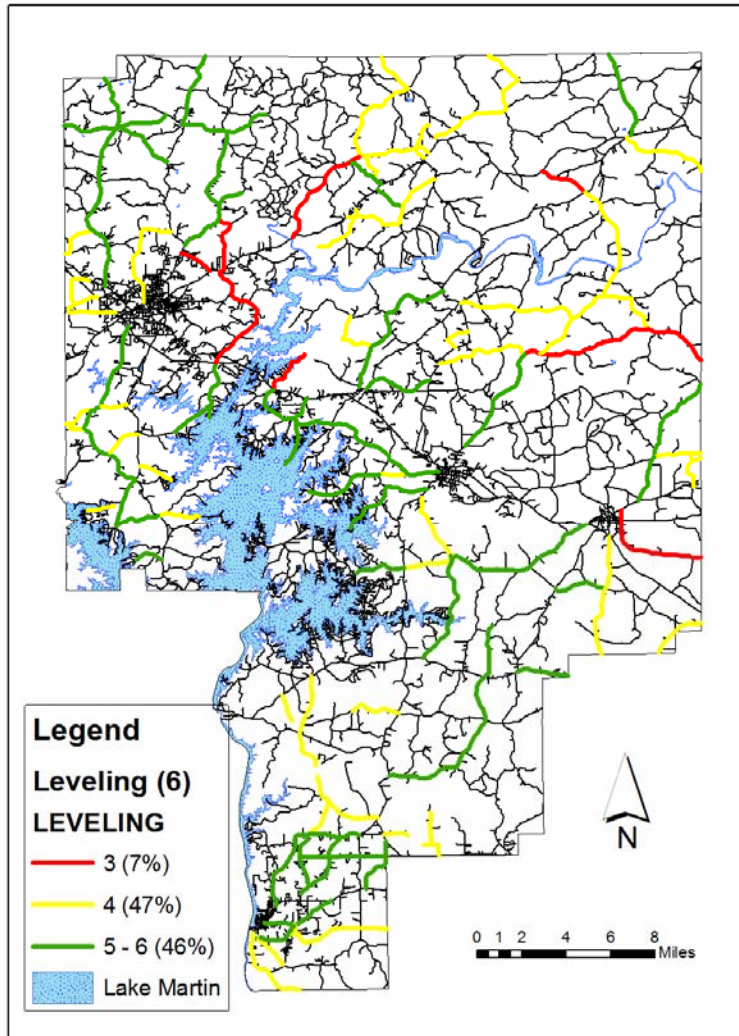 Legend
Leveling (6)
LEVELING
3 (7%)
4 (47%)
5 - 6 (46%)
Lake Martin
N
0 1 2 4 6 8
Miles